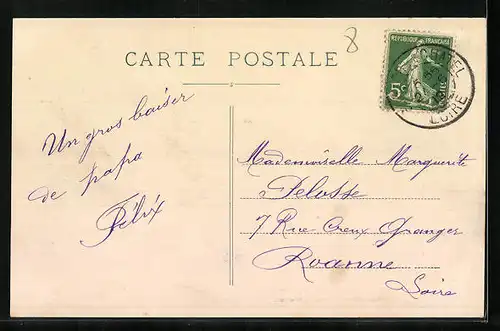 8
CARTE POSTALE
RÉPUBLIQUE FRANÇAISE
5c
LOIRE
Un gros baiser
de papa
Félix
Mademoiselle Marguerite
Delosse
7 Rue Creux Granger
Roanne
Loire